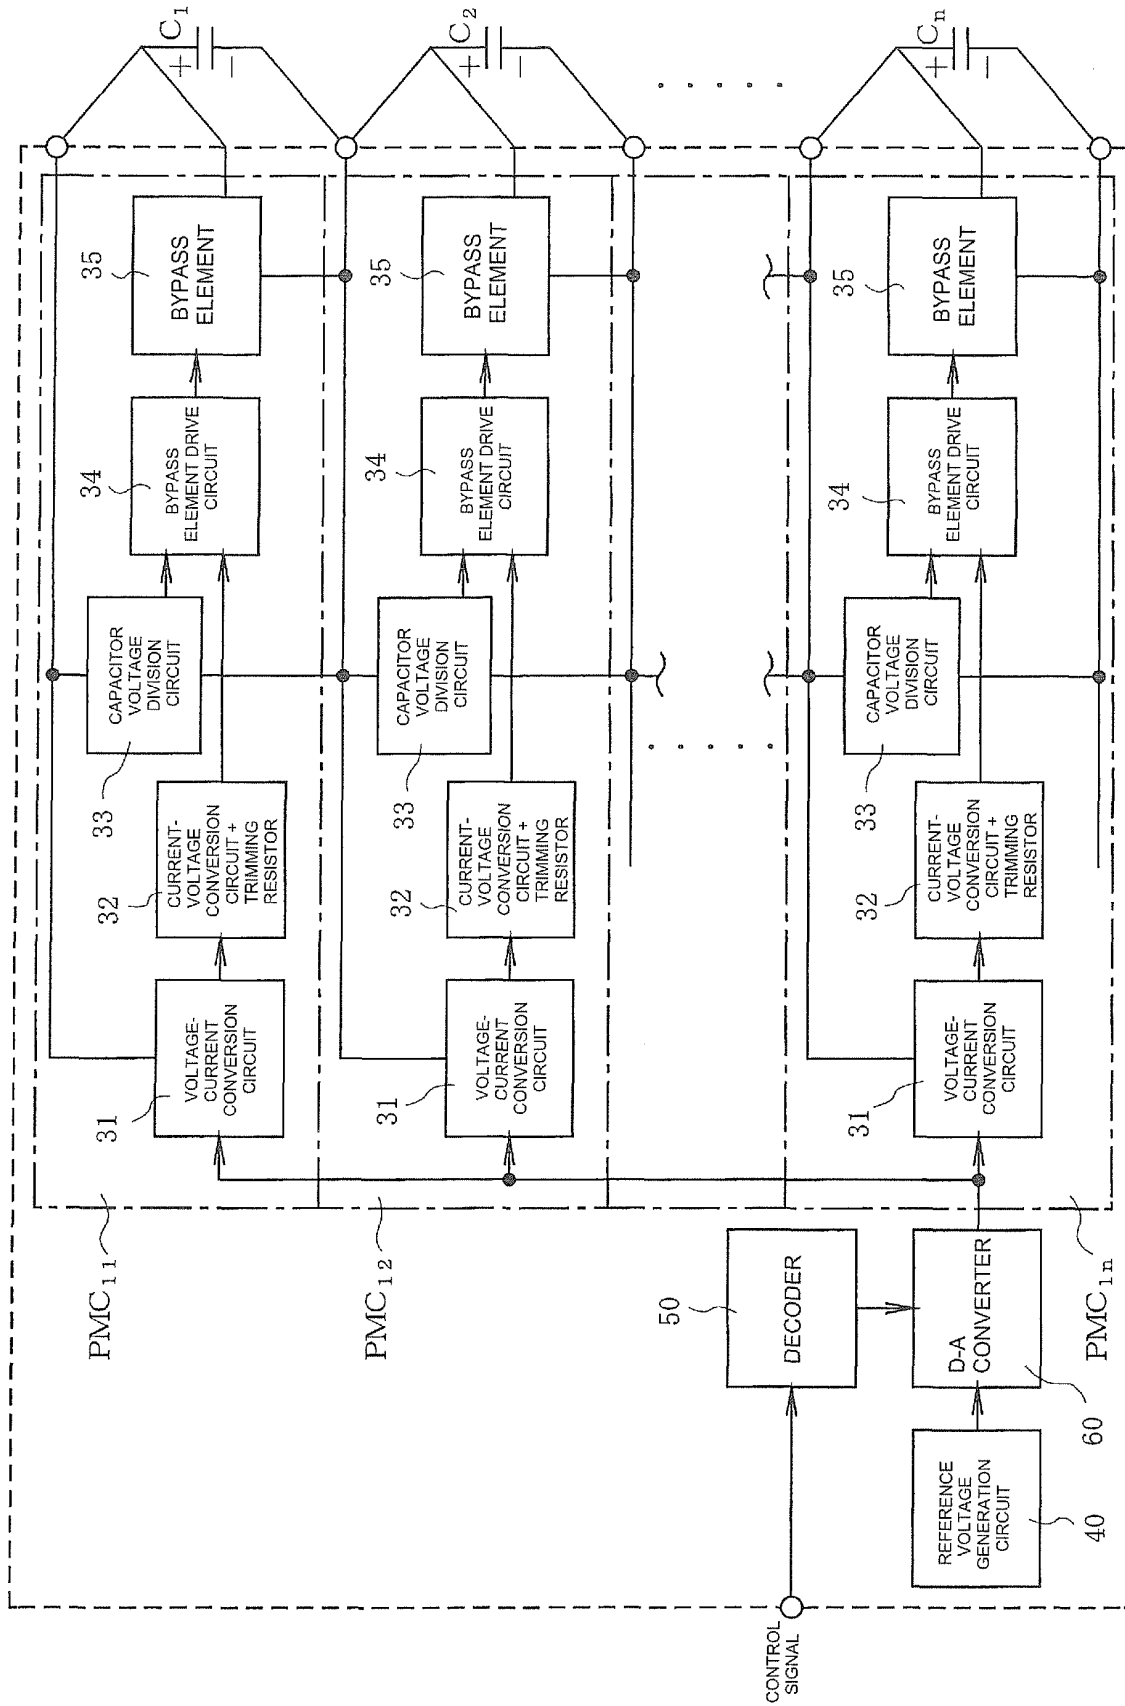 PMC11
31
VOLTAGE-
CURRENT
CONVERSION
CIRCUIT
32
CURRENT-
VOLTAGE
CONVERSION
CIRCUIT +
TRIMMING
RESISTOR
33
CAPACITOR
VOLTAGE
DIVISION
CIRCUIT
34
BYPASS
ELEMENT DRIVE
CIRCUIT
35
BYPASS
ELEMENT
+
−
C1
PMC12
31
VOLTAGE-
CURRENT
CONVERSION
CIRCUIT
32
CURRENT-
VOLTAGE
CONVERSION
CIRCUIT +
TRIMMING
RESISTOR
33
CAPACITOR
VOLTAGE
DIVISION
CIRCUIT
34
BYPASS
ELEMENT DRIVE
CIRCUIT
35
BYPASS
ELEMENT
+
−
C2
CONTROL
SIGNAL
50
DECODER
40
REFERENCE
VOLTAGE
GENERATION
CIRCUIT
60
D-A
CONVERTER
PMC1n
31
VOLTAGE-
CURRENT
CONVERSION
CIRCUIT
32
CURRENT-
VOLTAGE
CONVERSION
CIRCUIT +
TRIMMING
RESISTOR
33
CAPACITOR
VOLTAGE
DIVISION
CIRCUIT
34
BYPASS
ELEMENT DRIVE
CIRCUIT
35
BYPASS
ELEMENT
+
−
Cn